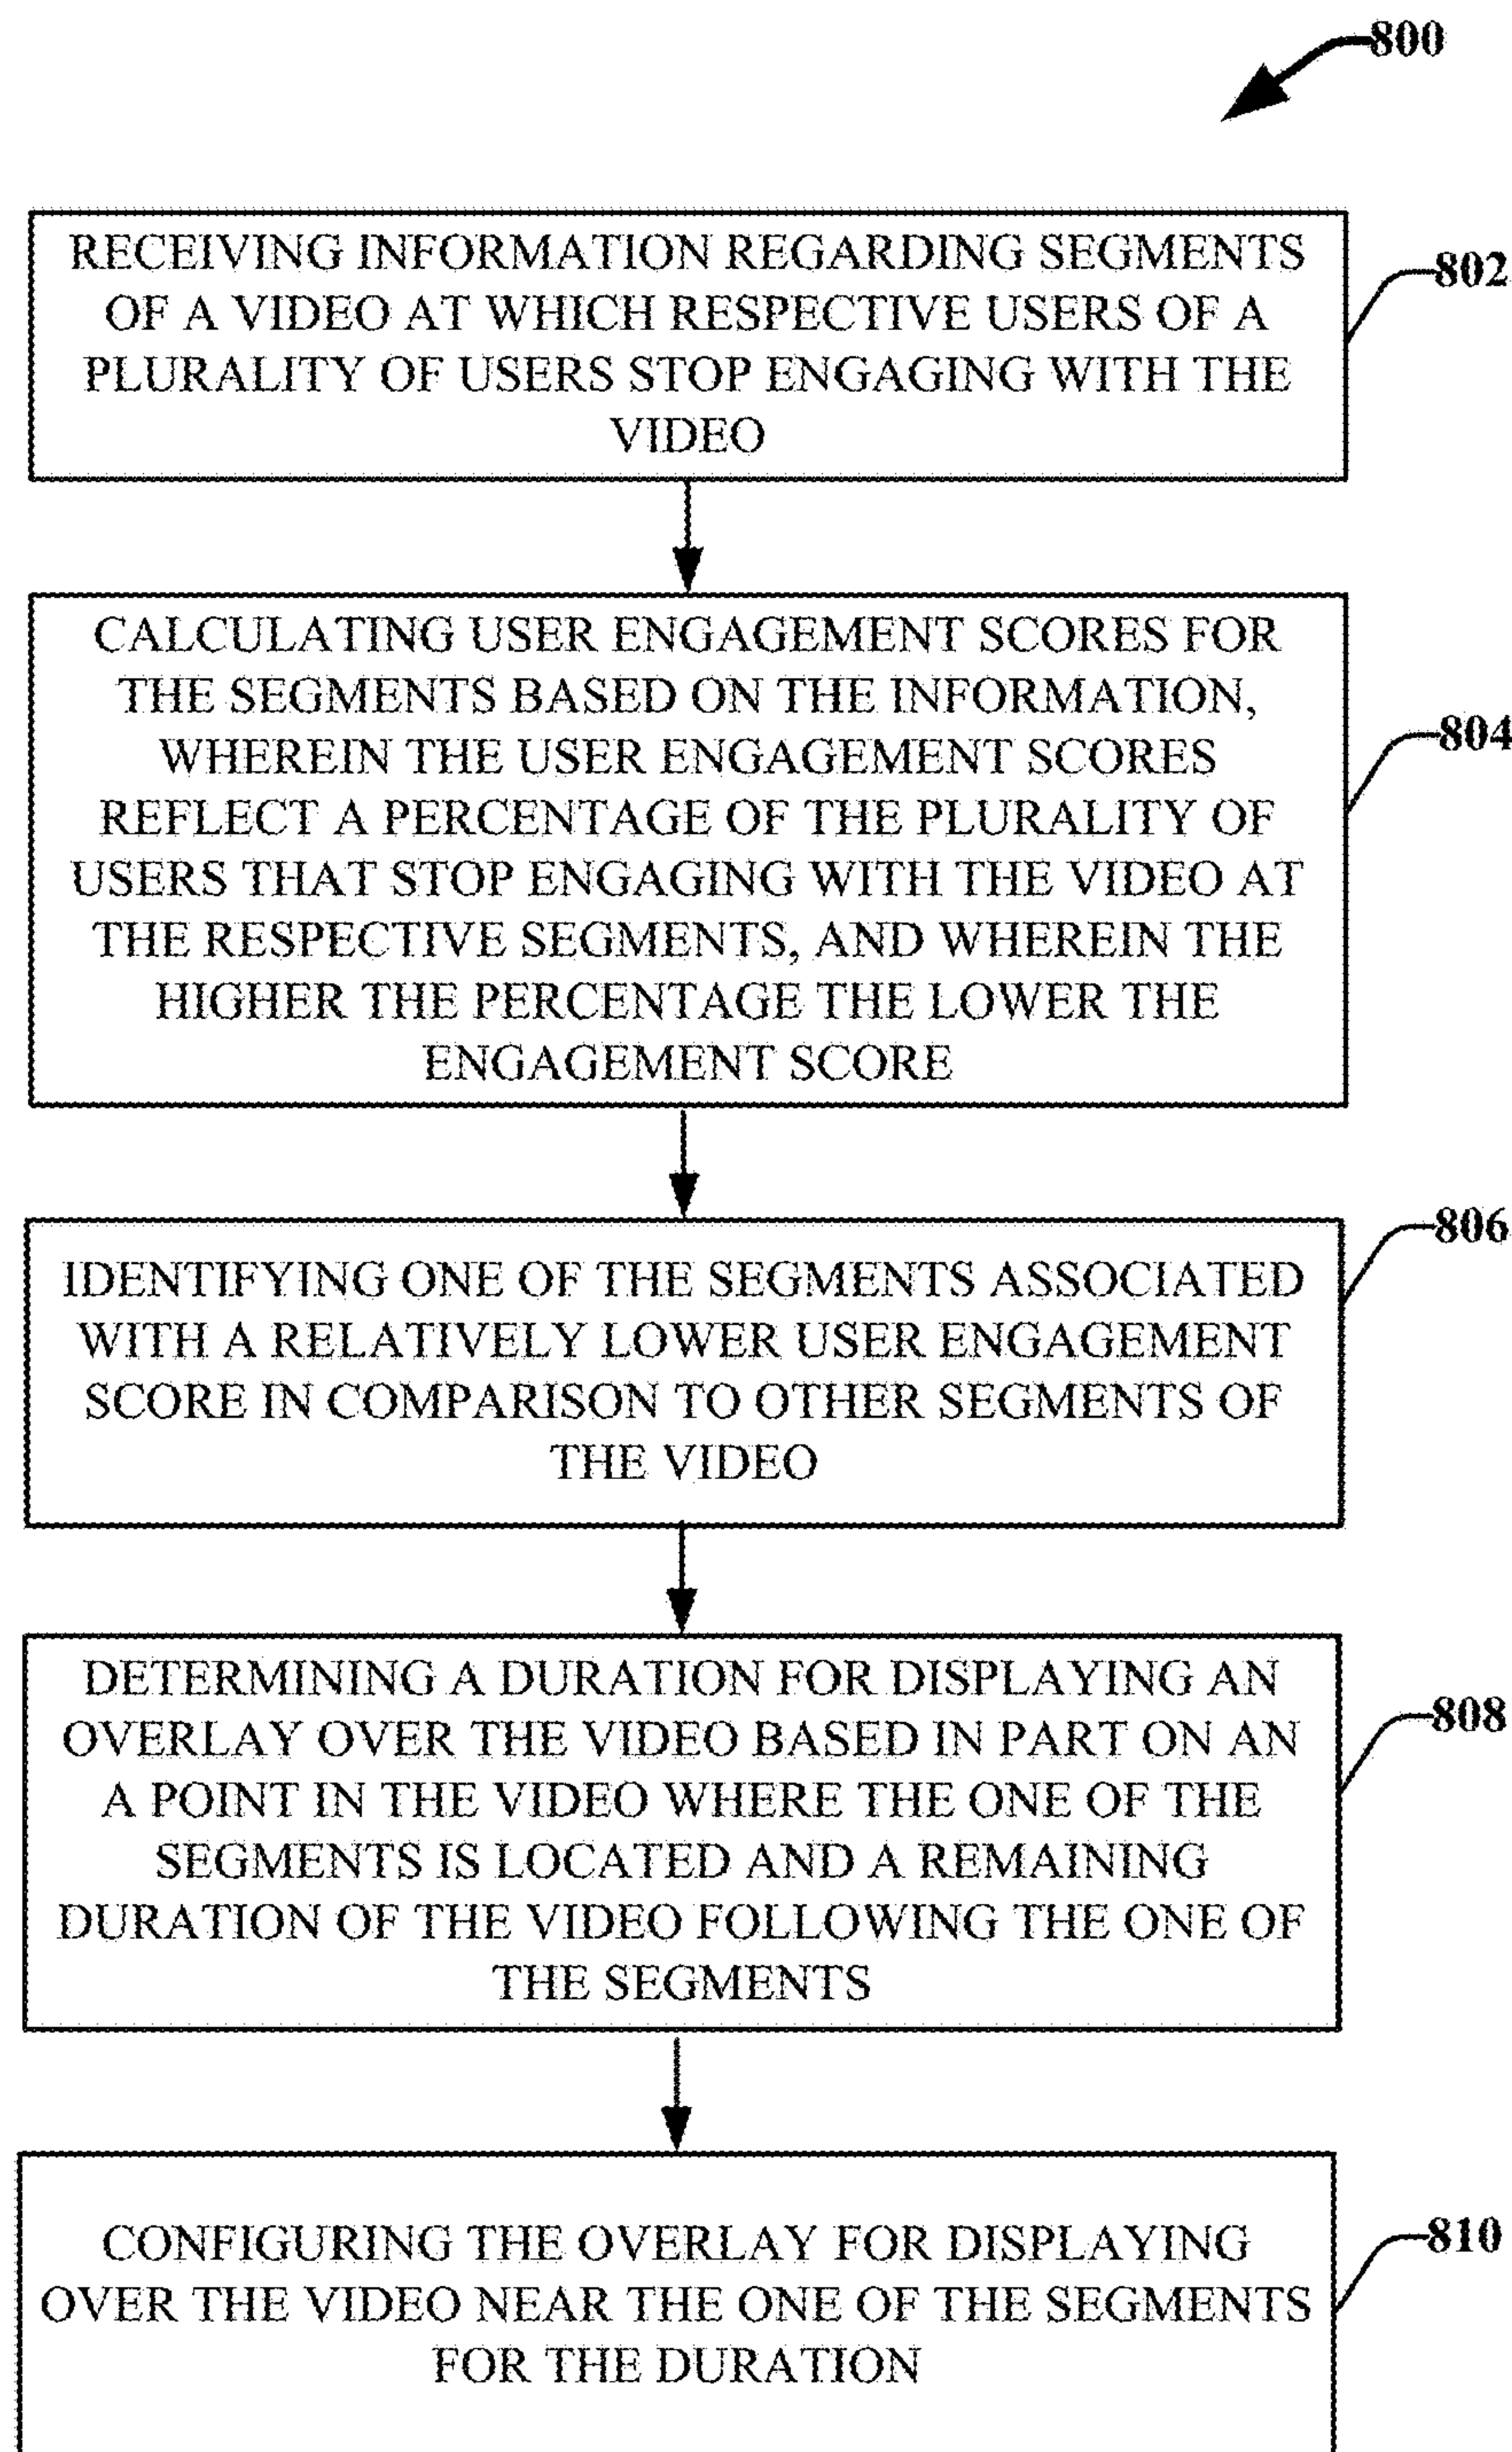 800
RECEIVING INFORMATION REGARDING SEGMENTS
OF A VIDEO AT WHICH RESPECTIVE USERS OF A
PLURALITY OF USERS STOP ENGAGING WITH THE
VIDEO
802
CALCULATING USER ENGAGEMENT SCORES FOR
THE SEGMENTS BASED ON THE INFORMATION,
WHEREIN THE USER ENGAGEMENT SCORES
REFLECT A PERCENTAGE OF THE PLURALITY OF
USERS THAT STOP ENGAGING WITH THE VIDEO AT
THE RESPECTIVE SEGMENTS, AND WHEREIN THE
HIGHER THE PERCENTAGE THE LOWER THE
ENGAGEMENT SCORE
804
IDENTIFYING ONE OF THE SEGMENTS ASSOCIATED
WITH A RELATIVELY LOWER USER ENGAGEMENT
SCORE IN COMPARISON TO OTHER SEGMENTS OF
THE VIDEO
806
DETERMINING A DURATION FOR DISPLAYING AN
OVERLAY OVER THE VIDEO BASED IN PART ON AN
A POINT IN THE VIDEO WHERE THE ONE OF THE
SEGMENTS IS LOCATED AND A REMAINING
DURATION OF THE VIDEO FOLLOWING THE ONE OF
THE SEGMENTS
808
CONFIGURING THE OVERLAY FOR DISPLAYING
OVER THE VIDEO NEAR THE ONE OF THE SEGMENTS
FOR THE DURATION
810